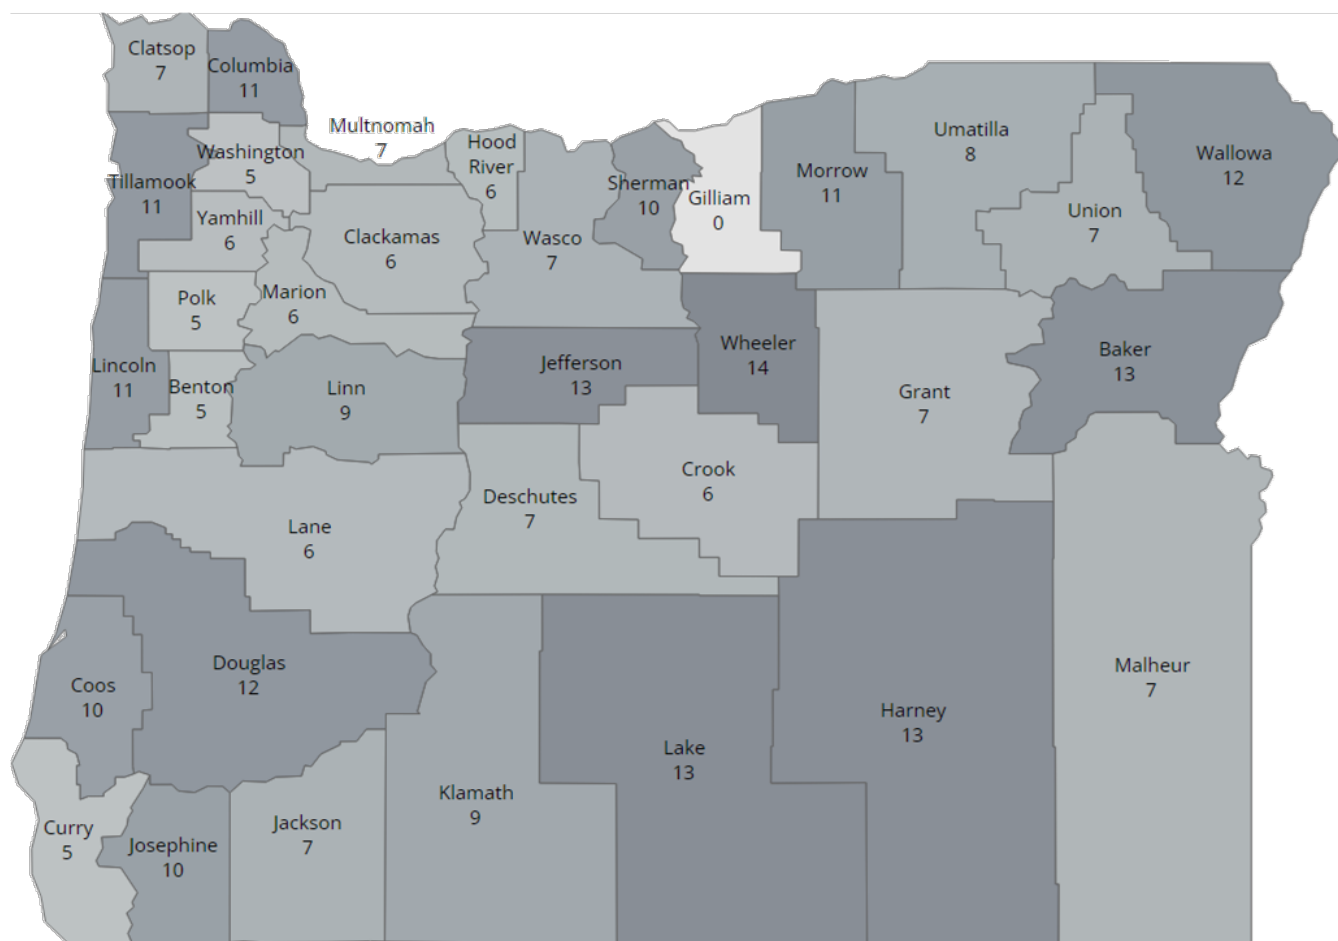 Clatsop
7
Columbia
11
Multnomah
7
Hood
River
6
Umatilla
8
Wallowa
12
Washington
5
Tillamook
11
Sherman
10
Gilliam
0
Morrow
11
Union
7
Yamhill
6
Clackamas
6
Wasco
7
Polk
5
Marion
6
Lincoln
11
Benton
5
Linn
9
Jefferson
13
Wheeler
14
Grant
7
Baker
13
Lane
6
Deschutes
7
Crook
6
Coos
10
Douglas
12
Malheur
7
Harney
13
Lake
13
Klamath
9
Curry
5
Josephine
10
Jackson
7